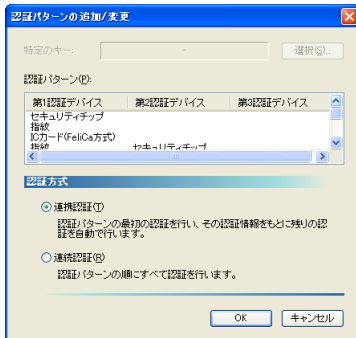 認証パターンの追加/変更
特定のキー: - 選択(S)...
認証パターン(P):
第1認証デバイス 第2認証デバイス 第3認証デバイス
セキュリティチップ
指紋
ICカード(FeliCa方式)
指紋 セキュリティチップ
認証方式
連携認証(T)
認証パターンの最初の認証を行い、その認証情報をもとに残りの認
証を自動で行います。
連続認証(R)
認証パターンの順にすべて認証を行います。
OK キャンセル